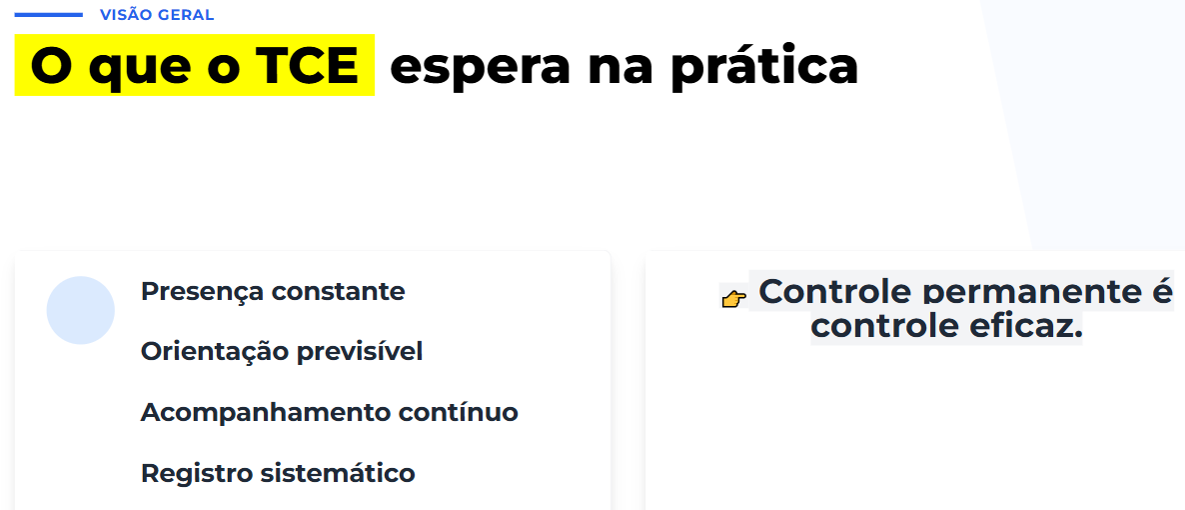 VISÃO GERAL
O que o TCE espera na prática
Presença constante
Orientação previsível
Acompanhamento contínuo
Registro sistemático
👉 Controle permanente é
controle eficaz.